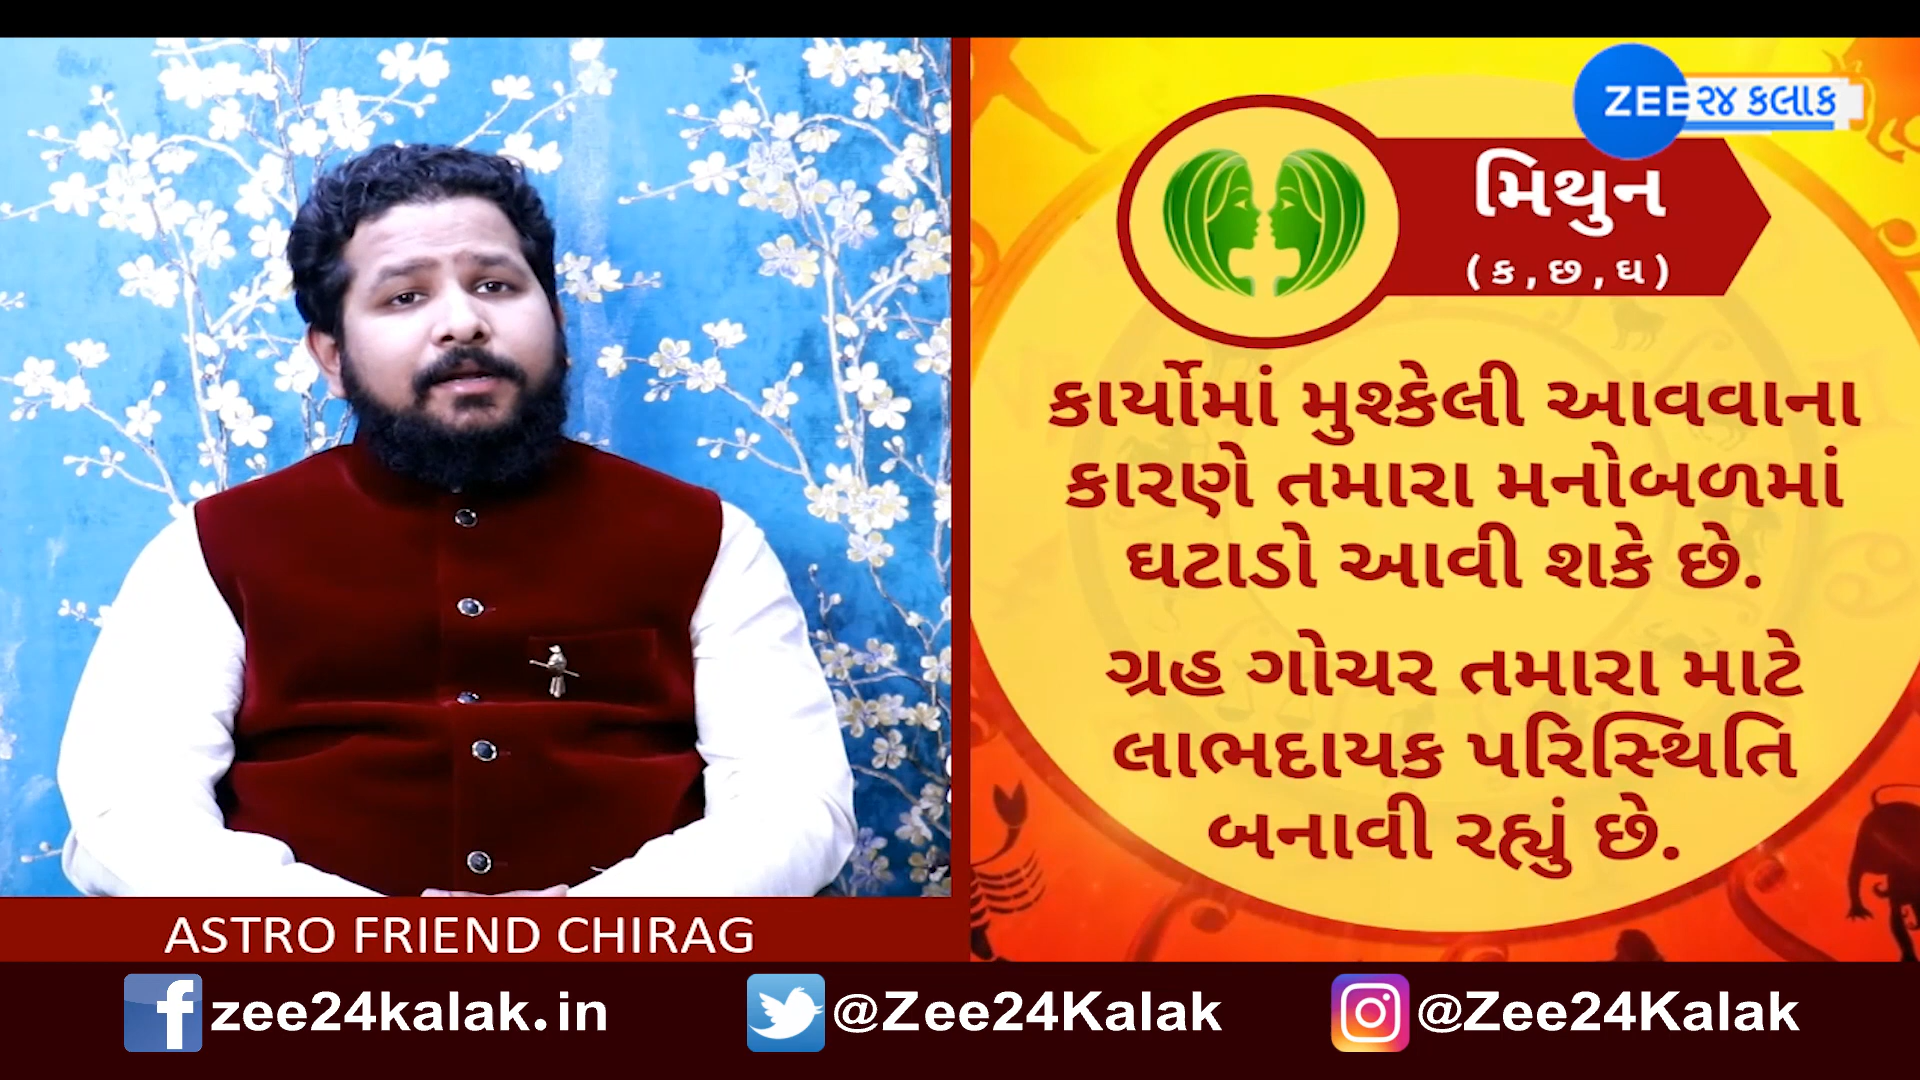 ZEE ૨૪ કલાક
મિથુન
(ક,છ,ઘ)
કાર્યોમાં મુશ્કેલી આવવાના
કારણે તમારા મનોબળમાં
ઘટાડો આવી શકે છે.
ગ્રહ ગોચર તમારા માટે
લાભદાયક પરિસ્થિતિ
બનાવી રહ્યું છે.
ASTRO FRIEND CHIRAG
zee24kalak.in
@Zee24Kalak
@Zee24Kalak